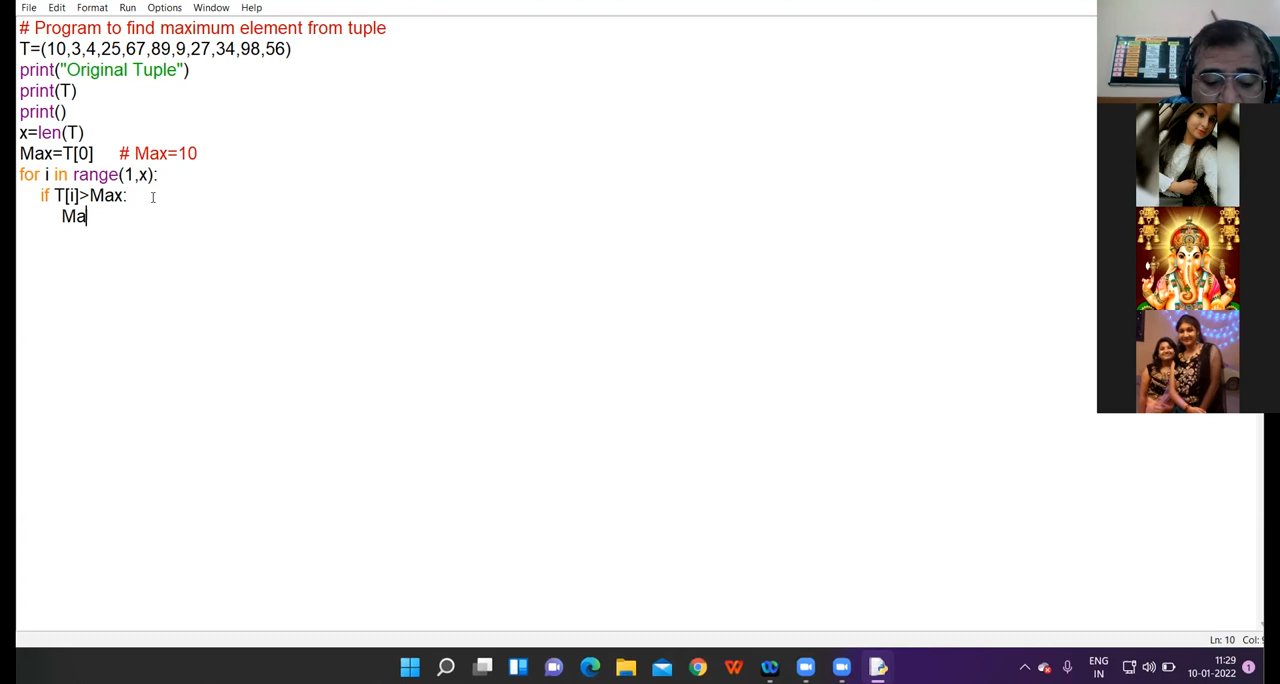 File Edit Format Run Options Window Help
# Program to find maximum element from tuple
T=(10,3,4,25,67,89,9,27,34,98,56)
print("Original Tuple")
print(T)
print()
x=len(T)
Max=T[0] # Max=10
for i in range(1,x):
if T[i]>Max:
Ma
Ln: 10 Col:
ENG
IN
11:29
10-01-2022
1